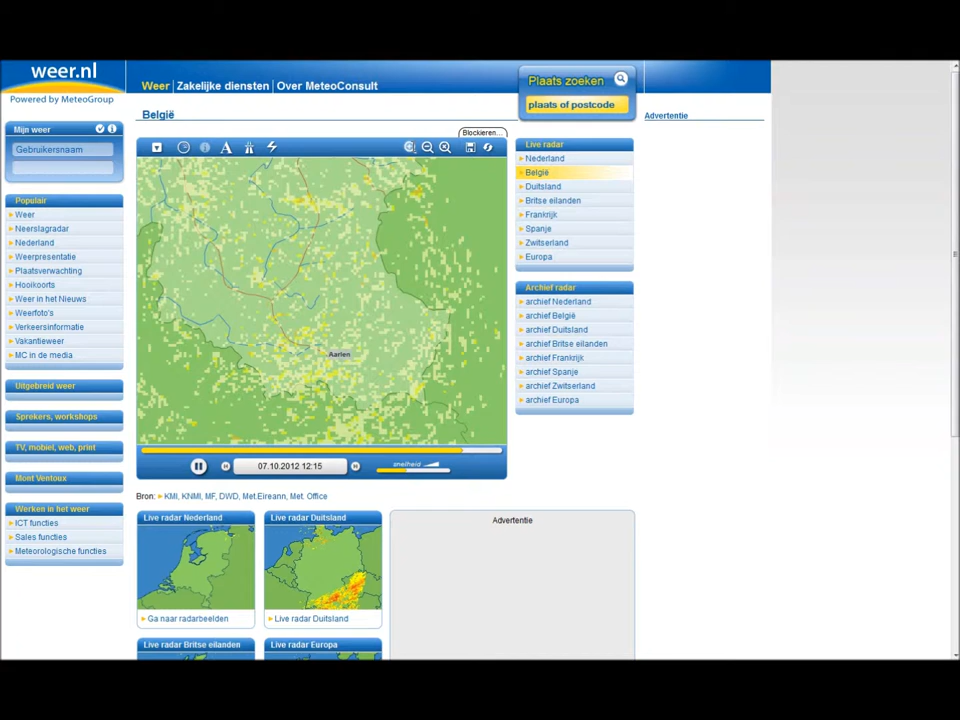 weer.nl
Powered by MeteoGroup
Weer | Zakelijke diensten | Over MeteoConsult
Plaats zoeken
plaats of postcode
Mijn weer
Gebruikersnaam
Populair
Weer
Neerslagradar
Nederland
Weerpresentatie
Plaatsverwachting
Hooikoorts
Weer in het Nieuws
Weerfoto's
Verkeersinformatie
Vakantieweer
MC in de media
Uitgebreid weer
Sprekers, workshops
TV, mobiel, web, print
Mont Ventoux
Werken in het weer
ICT functies
Sales functies
Meteorologische functies
België
Blockieren...
A
Aarlen
07.10.2012 12:15
snelheid
Bron: KMI, KNMI, MF, DWD, Met.Eireann, Met. Office
Live radar Nederland
Ga naar radarbeelden
Live radar Duitsland
Live radar Duitsland
Live radar Britse eilanden
Live radar Europa
Advertentie
Live radar
Nederland
België
Duitsland
Britse eilanden
Frankrijk
Spanje
Zwitserland
Europa
Archief radar
archief Nederland
archief België
archief Duitsland
archief Britse eilanden
archief Frankrijk
archief Spanje
archief Zwitserland
archief Europa
Advertentie